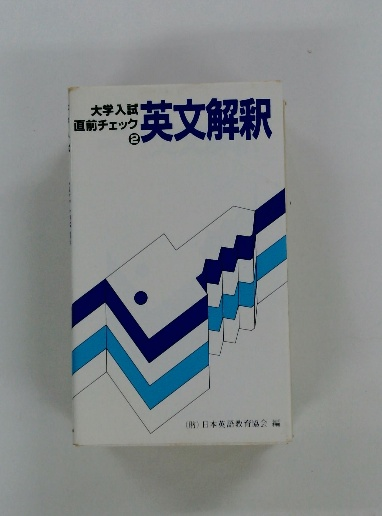 大学入試
直前チェック
❷
英文解釈
(財)日本英語教育協会 編